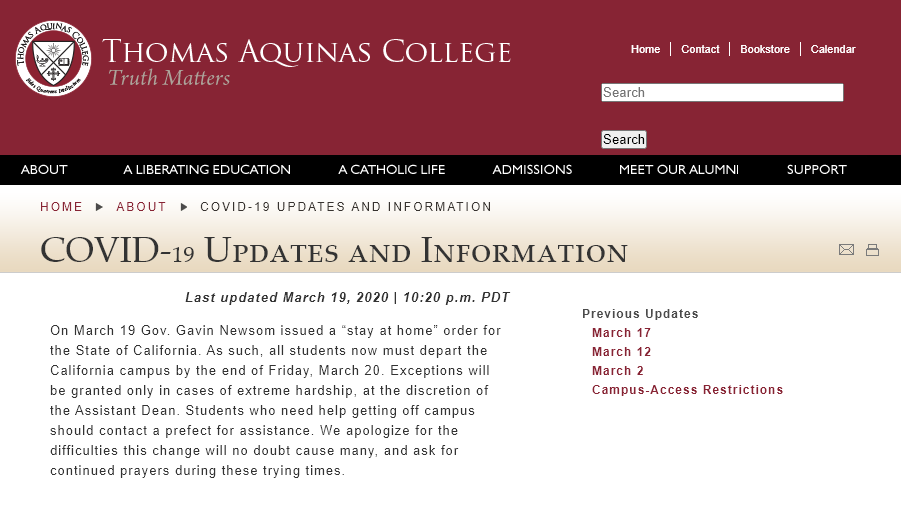 THOMAS AQUINAS COLLEGE
Truth Matters
Home
Contact
Bookstore
Calendar
Search
Search
ABOUT
A LIBERATING EDUCATION
A CATHOLIC LIFE
ADMISSIONS
MEET OUR ALUMNI
SUPPORT
HOME
ABOUT
COVID-19 UPDATES AND INFORMATION
COVID-19 Updates and Information
Last updated March 19, 2020 | 10:20 p.m. PDT
On March 19 Gov. Gavin Newsom issued a “stay at home” order for
the State of California. As such, all students now must depart the
California campus by the end of Friday, March 20. Exceptions will
be granted only in cases of extreme hardship, at the discretion of
the Assistant Dean. Students who need help getting off campus
should contact a prefect for assistance. We apologize for the
difficulties this change will no doubt cause many, and ask for
continued prayers during these trying times.
Previous Updates
March 17
March 12
March 2
Campus-Access Restrictions